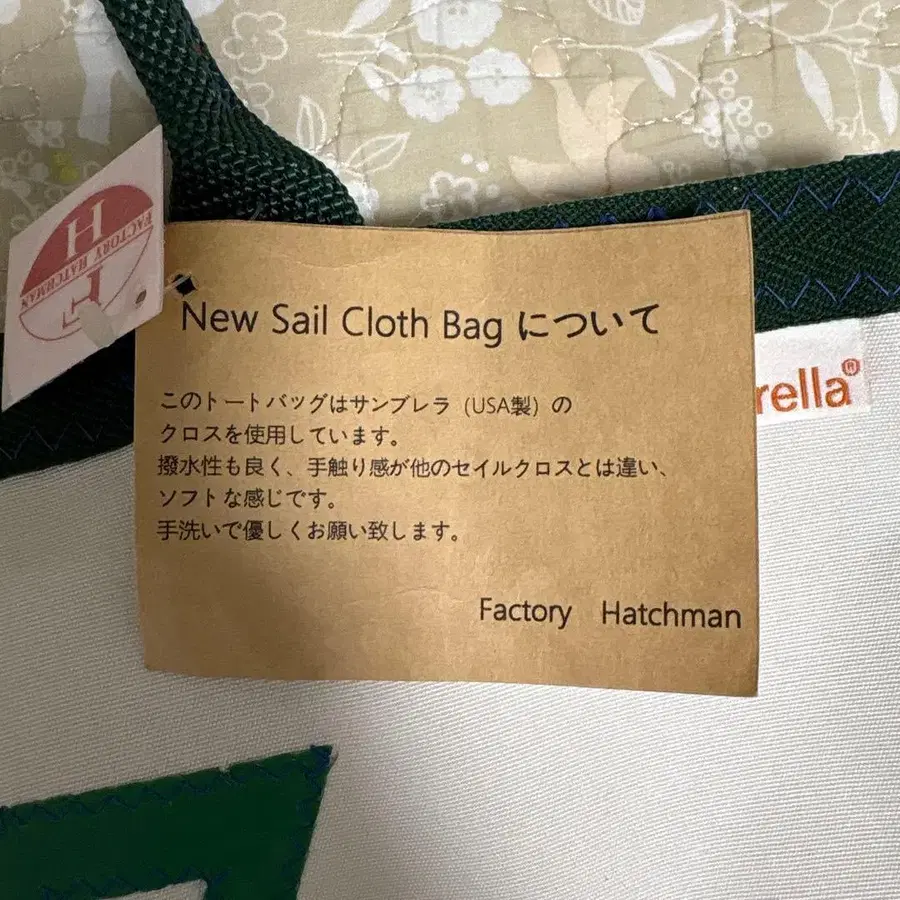 H
FACTORY HATCHMAN
F
New Sail Cloth Bag について
このトートバッグはサンブレラ（USA製）の
クロスを使用しています。
撥水性も良く、手触り感が他のセイルクロスとは違い、
ソフトな感じです。
手洗いで優しくお願い致します。
Factory Hatchman
rella®